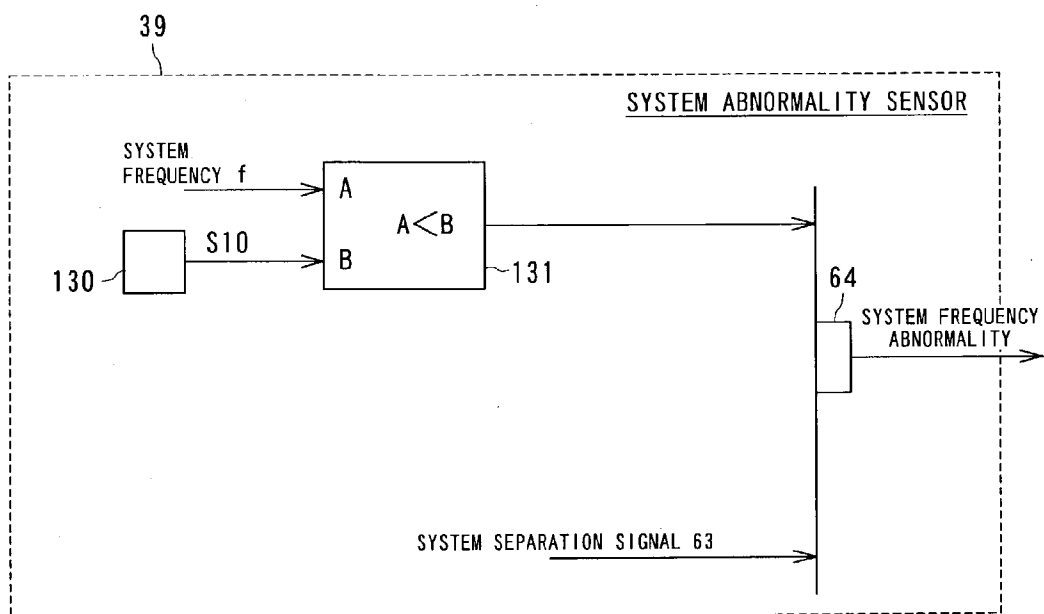 39
SYSTEM ABNORMALITY SENSOR
SYSTEM
FREQUENCY f
A
A<B
S10
B
130
131
64
SYSTEM FREQUENCY
ABNORMALITY
SYSTEM SEPARATION SIGNAL 63